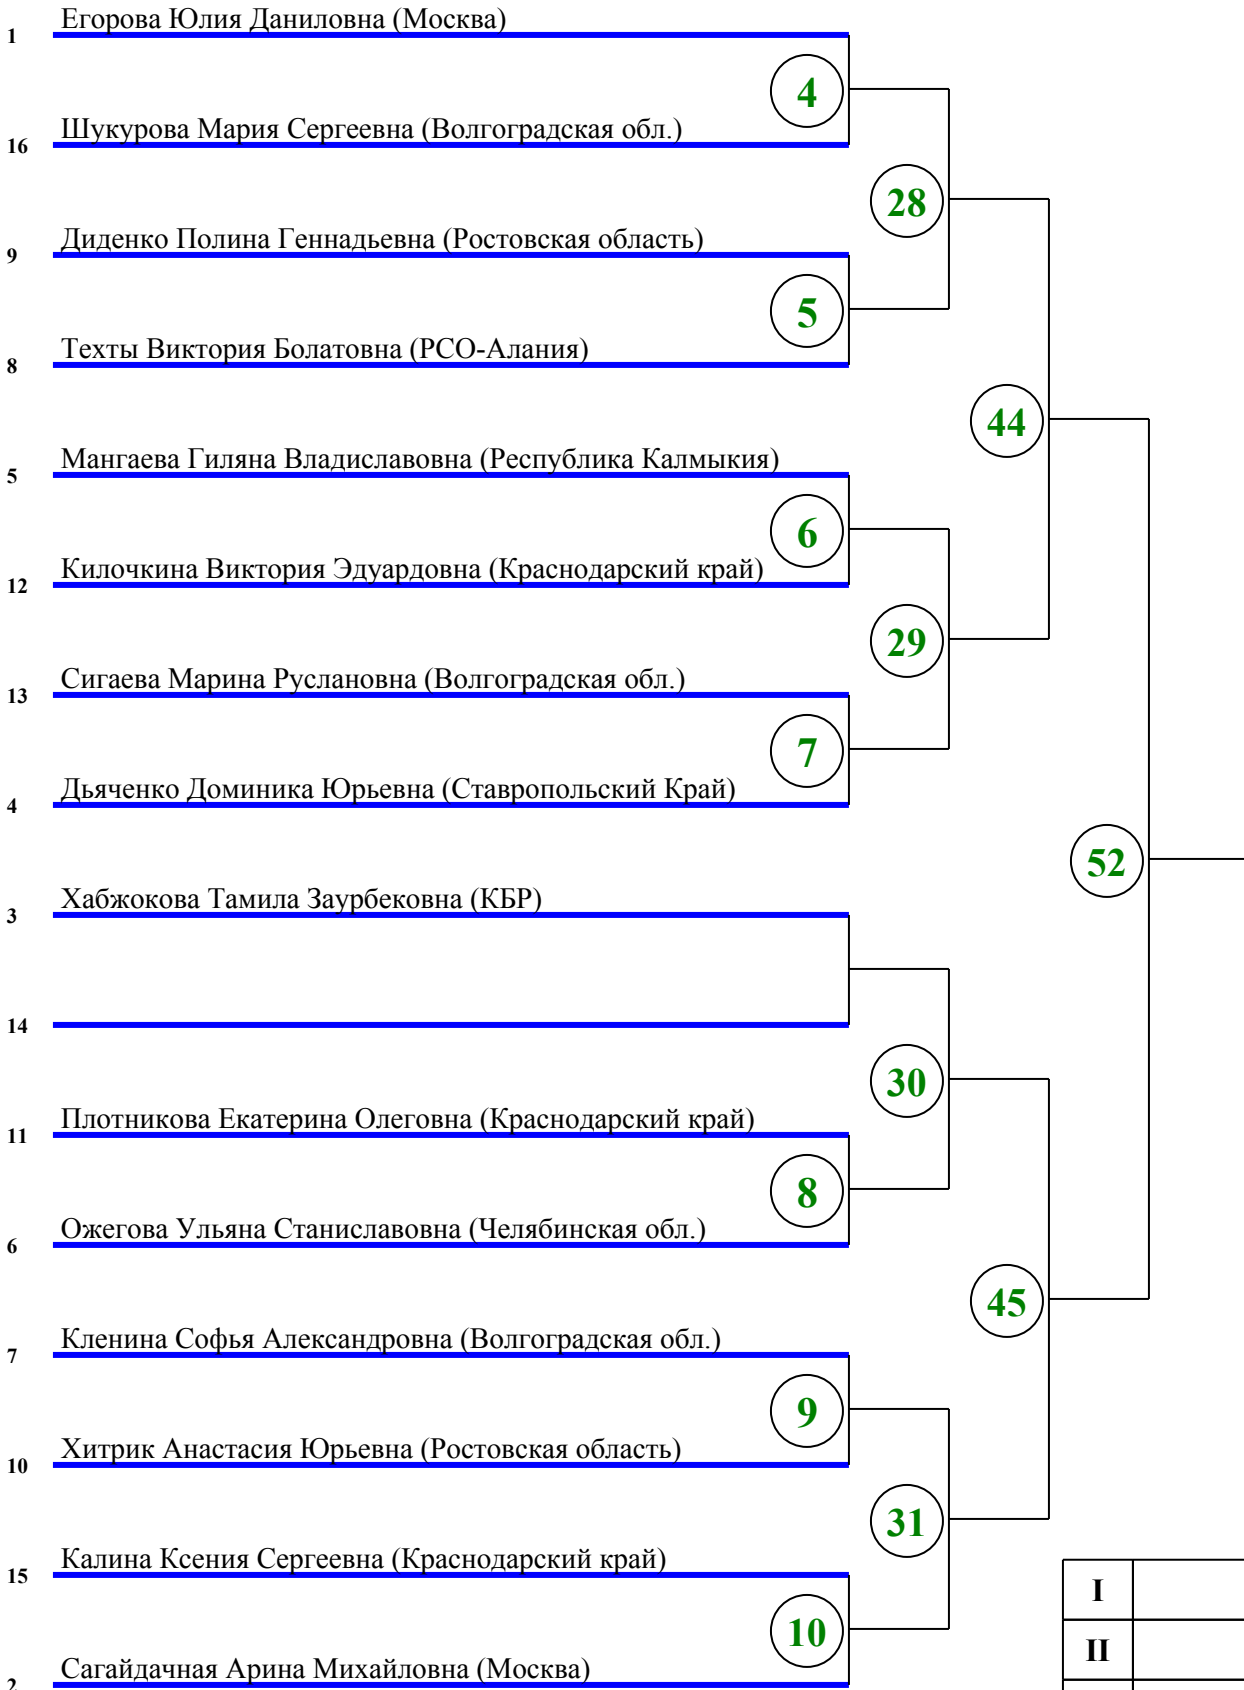 Егорова Юлия Даниловна (Москва)
1
4
Шукурова Мария Сергеевна (Волгоградская обл.)
16
28
Диденко Полина Геннадьевна (Ростовская область)
9
5
Техты Виктория Болатовна (РСО-Алания)
8
44
Мангаева Гиляна Владиславовна (Республика Калмыкия)
5
6
Килочкина Виктория Эдуардовна (Краснодарский край)
12
29
Сигаева Марина Руслановна (Волгоградская обл.)
13
7
Дьяченко Доминика Юрьевна (Ставропольский Край)
4
52
Хабжокова Тамила Заурбековна (КБР)
3
14
30
Плотникова Екатерина Олеговна (Краснодарский край)
11
8
Ожегова Ульяна Станиславовна (Челябинская обл.)
6
45
Кленина Софья Александровна (Волгоградская обл.)
7
9
Хитрик Анастасия Юрьевна (Ростовская область)
10
31
Калина Ксения Сергеевна (Краснодарский край)
15
I
10
II
Сагайдачная Арина Михайловна (Москва)
2